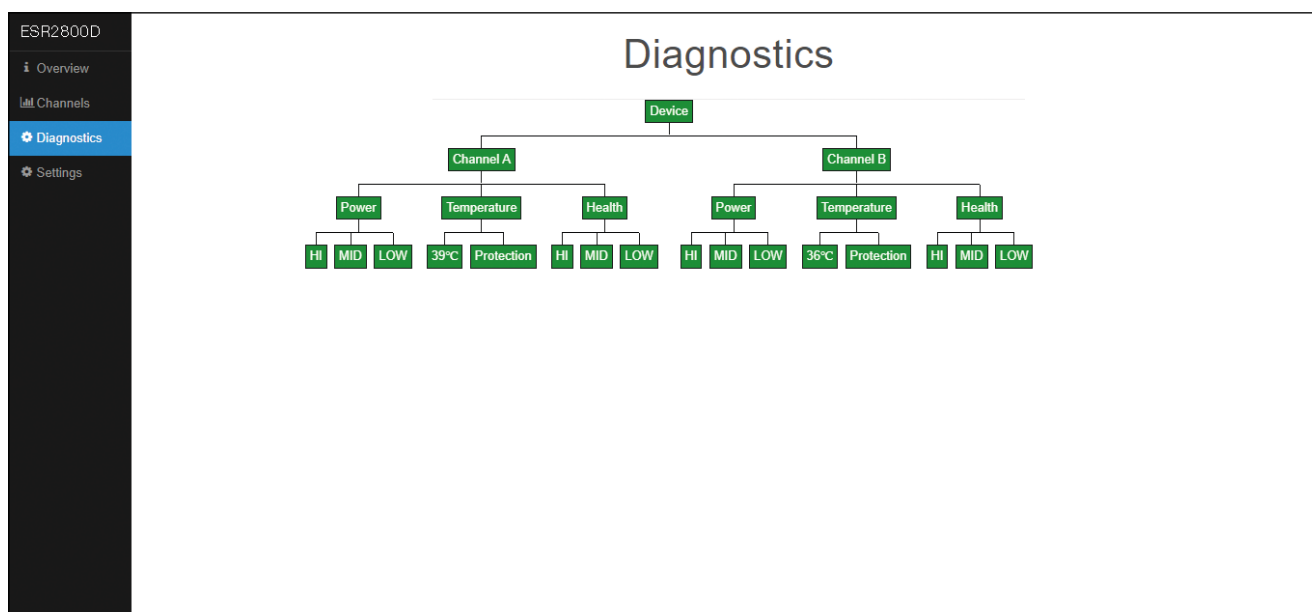 ESR2800D
Overview
Channels
Diagnostics
Settings
Diagnostics
Device
Channel A Channel B
Power Temperature Health Power Temperature Health
HI MID LOW 39°C Protection HI MID LOW HI MID LOW 36°C Protection HI MID LOW